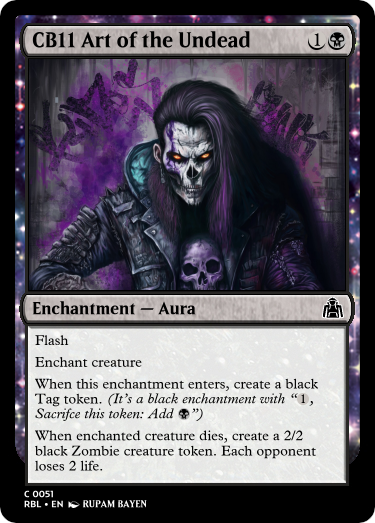 CB11 Art of the Undead 1
Enchantment — Aura
Flash
Enchant creature
When this enchantment enters, create a black
Tag token. (It's a black enchantment with “1,
Sacrifce this token: Add ”)
When enchanted creature dies, create a 2/2
black Zombie creature token. Each opponent
loses 2 life.
C 0051
RBL • EN RUPAM BAYEN